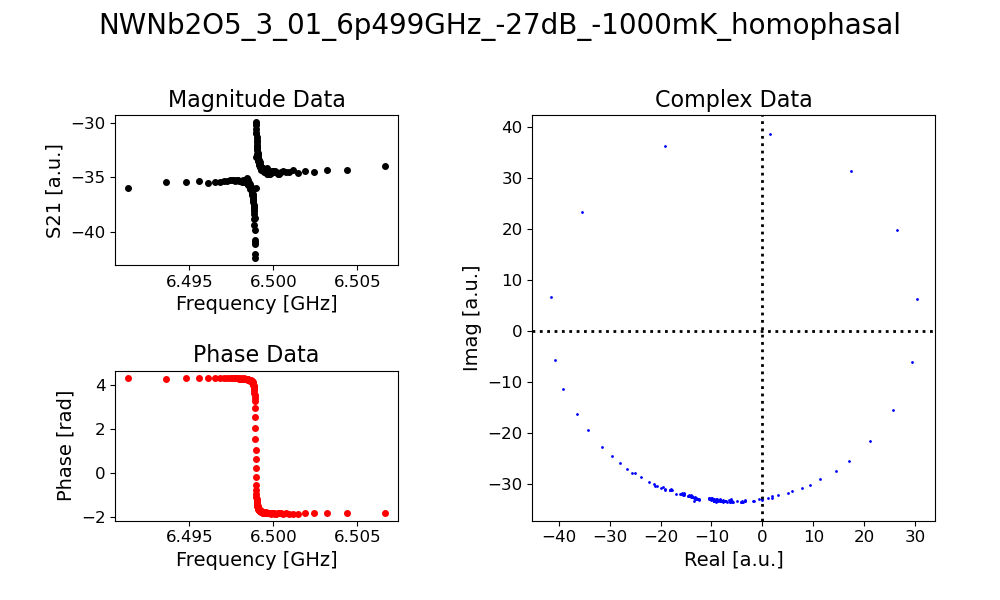 NWNb2O5_3_01_6p499GHz_-27dB_-1000mK_homophasal
Magnitude Data
S21 [a.u.]
−30
−35
−40
6.495 6.500 6.505
Frequency [GHz]
Phase Data
Phase [rad]
4
2
0
−2
6.495 6.500 6.505
Frequency [GHz]
Complex Data
Imag [a.u.]
40
30
20
10
0
−10
−20
−30
−40 −30 −20 −10 0 10 20 30
Real [a.u.]